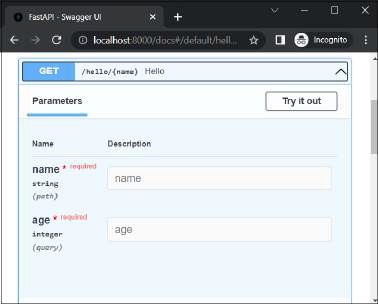 FastAPI - Swagger UI
localhost:8000/docs#/default/hell...
Incognito
GET /hello/{name} Hello
Parameters
Try it out
Name Description
name * required
string
(path)
name
age * required
integer
(query)
age